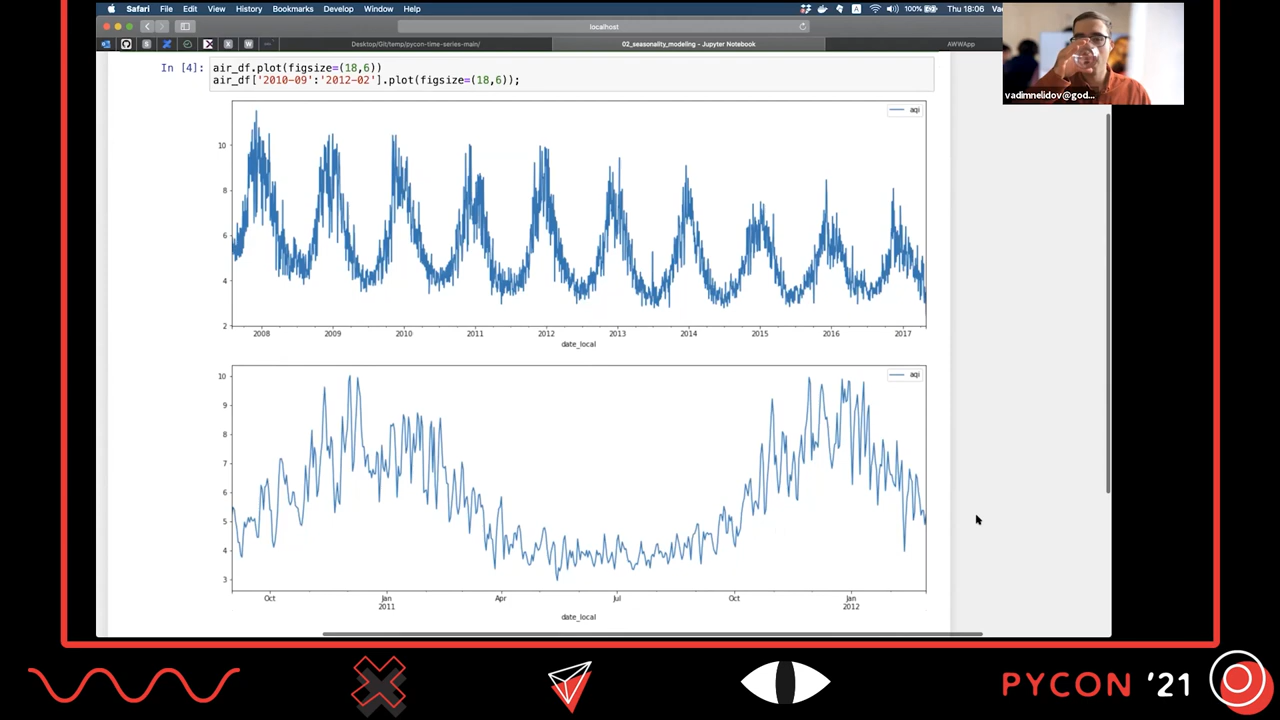 Safari File Edit View History Bookmarks Develop Window Help
A 100% Thu 18:06
localhost
S X W
Desktop/Git/temp/pycon-time-series-main/ 02_seasonality_modeling - Jupyter Notebook AWWApp
vadimnelidov@god...
In [4]: air_df.plot(figsize=(18,6))
air_df['2010-09':'2012-02'].plot(figsize=(18,6));
aqi
10
8
6
4
2
2008 2009 2010 2011 2012 2013 2014 2015 2016 2017
date_local
aqi
10
9
8
7
6
5
4
3
Oct Jan Apr Jul Oct Jan
2011 2012
date_local
PYCON '21